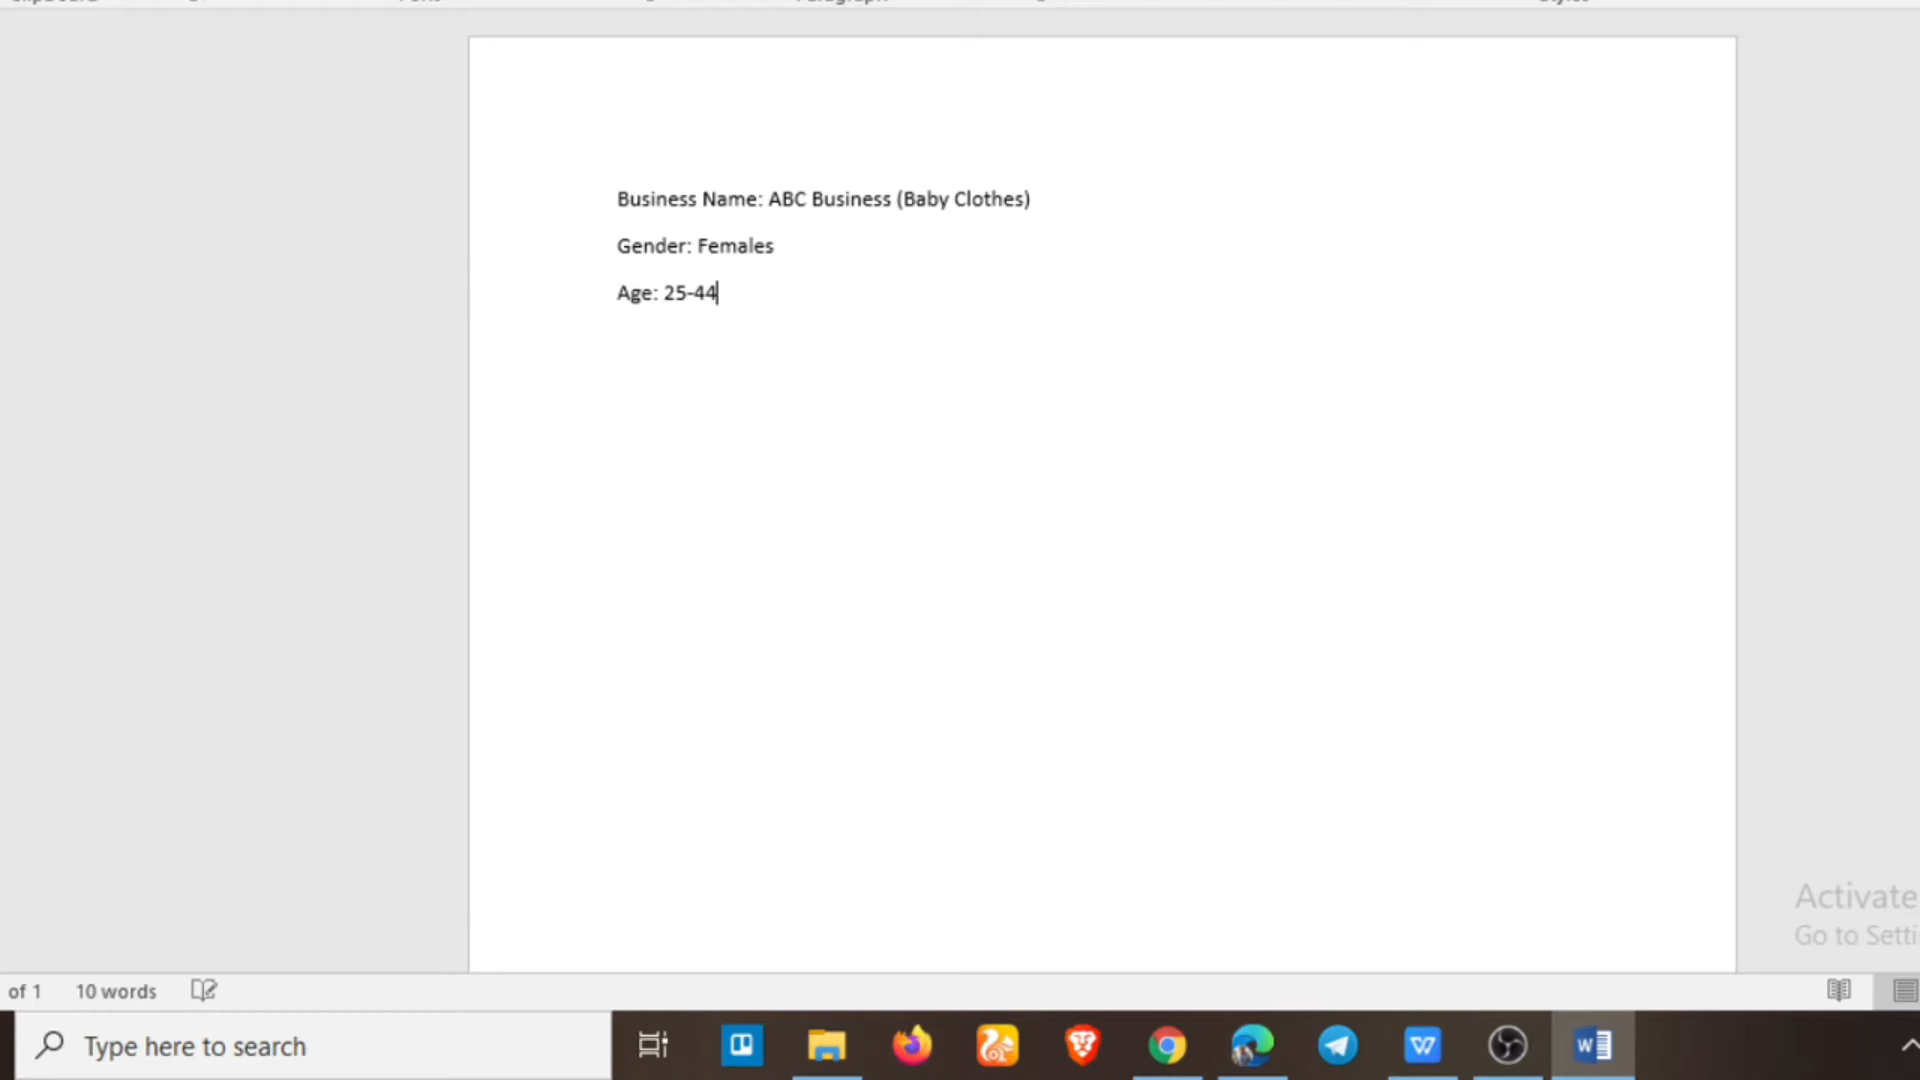 Business Name: ABC Business (Baby Clothes)
Gender: Females
Age: 25-44
Activate
Go to Setti
of 1 10 words
Type here to search